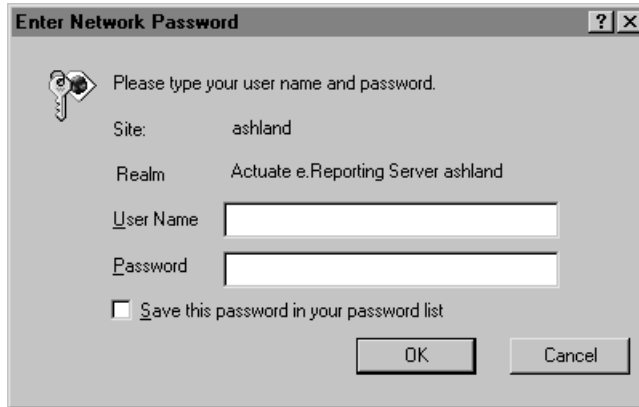 Enter Network Password
Please type your user name and password.
Site: ashland
Realm Actuate e.Reporting Server ashland
User Name
Password
Save this password in your password list
OK Cancel